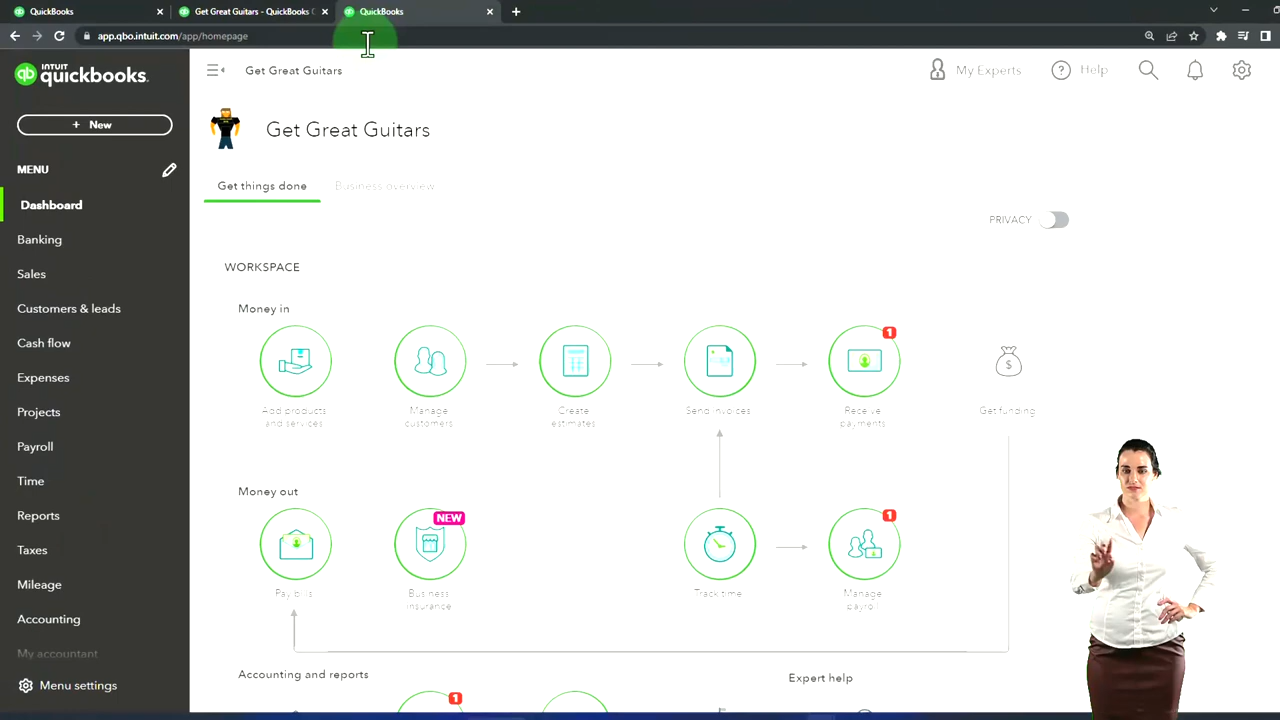 QuickBooks
Get Great Guitars - QuickBooks
QuickBooks
app.qbo.intuit.com/app/homepage
INTUIT
quickbooks.
Get Great Guitars
My Experts
Help
+ New
Get Great Guitars
MENU
Get things done
Business overview
Dashboard
PRIVACY
Banking
WORKSPACE
Sales
Money in
Customers & leads
1
Cash flow
Expenses
Add products
and services
Manage
customers
Create
estimates
Send invoices
Receive
payments
Get funding
Projects
Payroll
Time
Money out
Reports
NEW
1
Taxes
Mileage
Pay bills
Business
insurance
Track time
Manage
payroll
Accounting
My accountant
Accounting and reports
Expert help
Menu settings
1